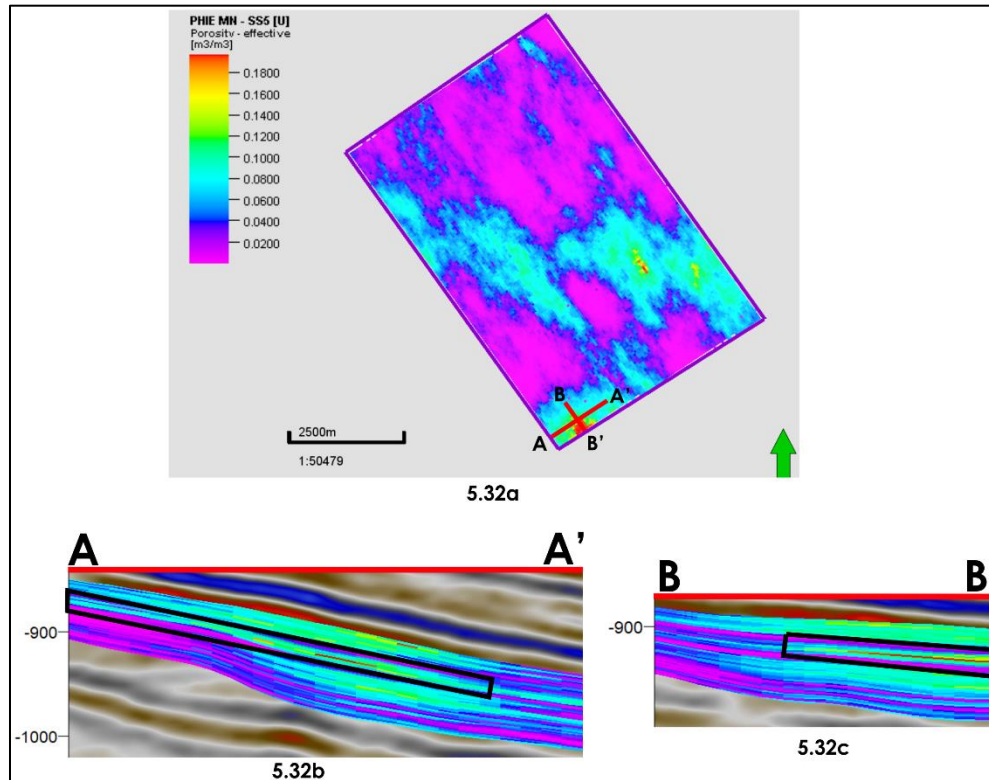 PHIE MN - SS5 [U]
Porosity - effective
[m3/m3]
0.1800
0.1600
0.1400
0.1200
0.1000
0.0800
0.0600
0.0400
0.0200
B
A'
A
B'
2500m
1:50479
5.32a
A
A'
-900
-1000
5.32b
B
B
-900
5.32c